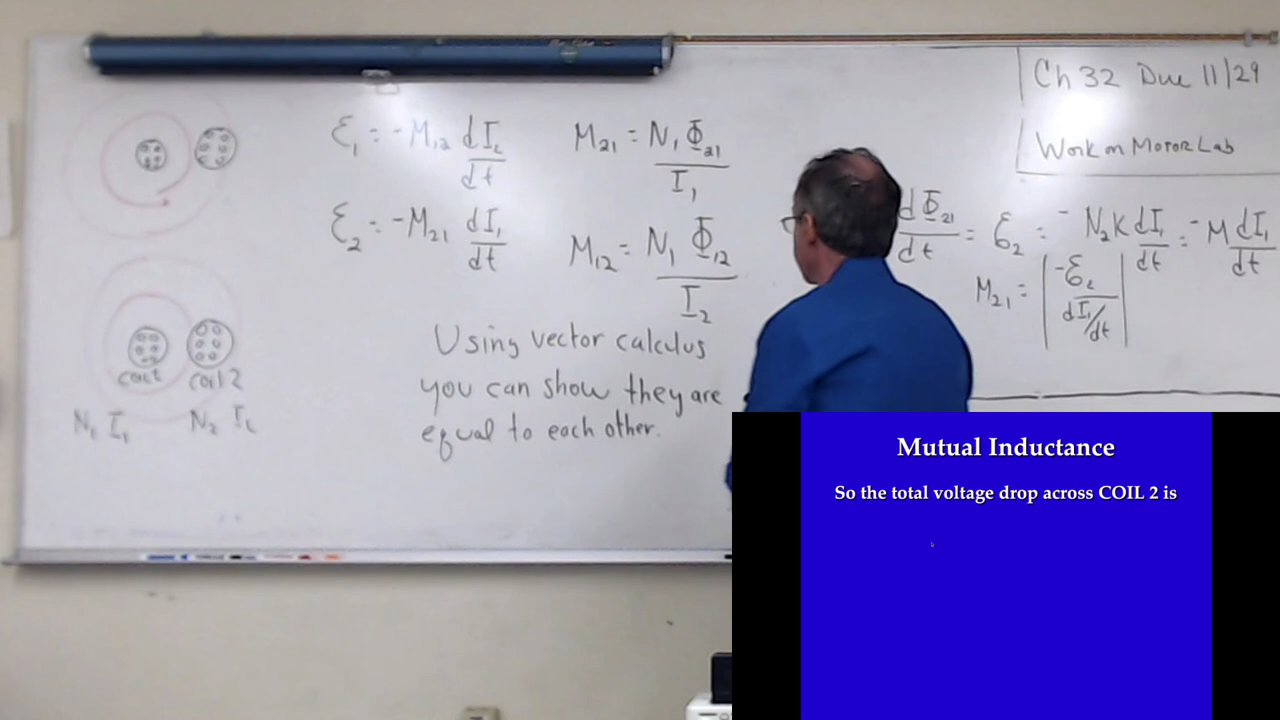 Ch 32 Due 11/29
Work on Motor Lab
ε₁ = -M₁₂ dI₂/dt
ε₂ = -M₂₁ dI₁/dt
M₂₁ = N₁ Φ₂₁ / I₁
M₁₂ = N₁ Φ₁₂ / I₂
Using vector calculus
you can show they are
equal to each other.
dΦ₂₁/dt = ε₂ = -N₂K dI₁/dt = -M dI₁/dt
M₂₁ = | -ε₂ / dI₁/dt |
coil 1 coil 2
N₁ I₁ N₂ I₂
Mutual Inductance
So the total voltage drop across COIL 2 is